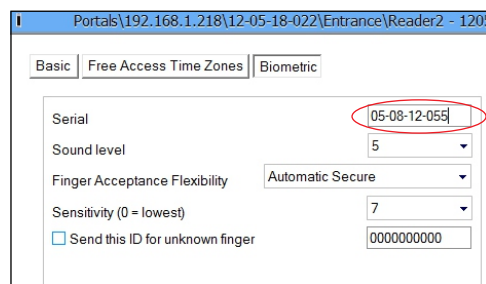 Portals\192.168.1.218\12-05-18-022\Entrance\Reader2 - 1205
Basic Free Access Time Zones Biometric
Serial 05-08-12-055
Sound level 5
Finger Acceptance Flexibility Automatic Secure
Sensitivity (0 = lowest) 7
Send this ID for unknown finger 0000000000